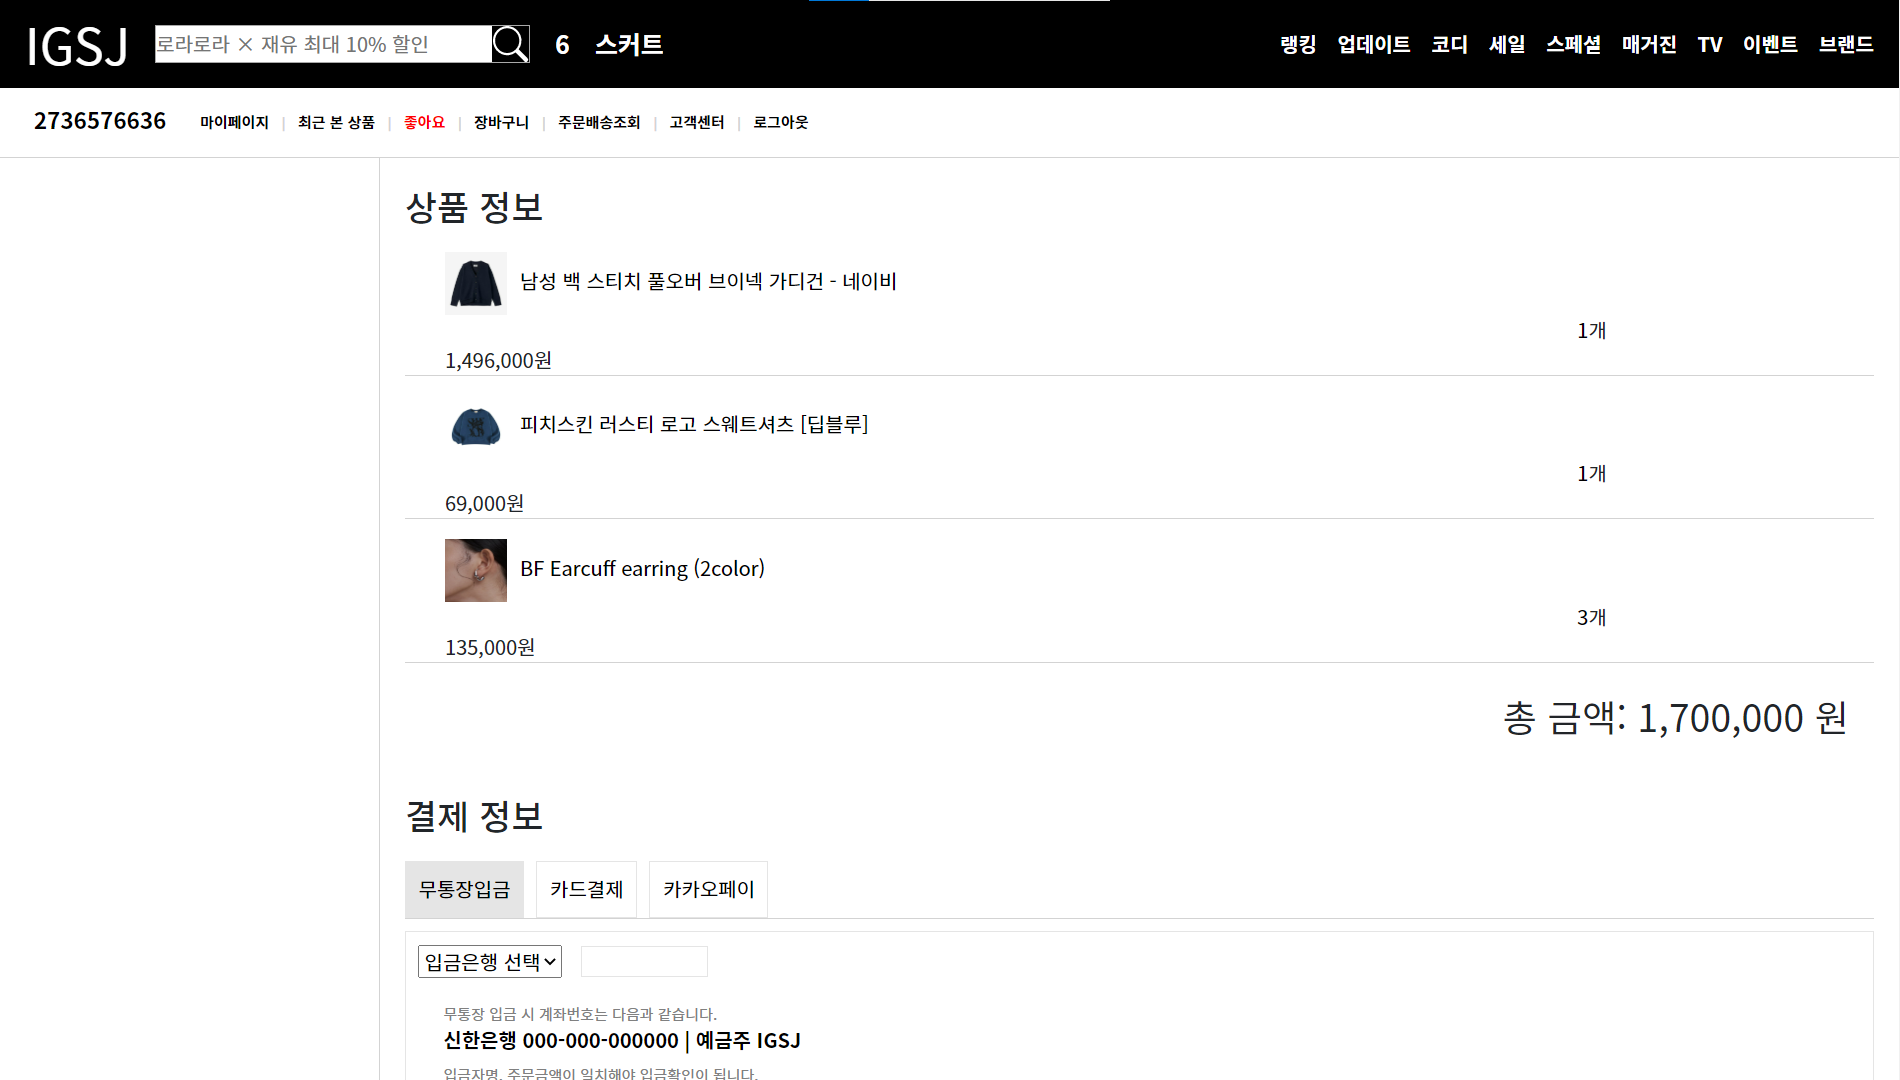 IGSJ 로라로라 × 재유 최대 10% 할인 6 스커트 랭킹 업데이트 코디 세일 스페셜 매거진 TV 이벤트 브랜드
2736576636 마이페이지 | 최근 본 상품 | 좋아요 | 장바구니 | 주문배송조회 | 고객센터 | 로그아웃
상품 정보
남성 백 스티치 풀오버 브이넥 가디건 - 네이비
1개
1,496,000원
피치스킨 러스티 로고 스웨트셔츠 [딥블루]
1개
69,000원
BF Earcuff earring (2color)
3개
135,000원
총 금액: 1,700,000 원
결제 정보
무통장입금 카드결제 카카오페이
입금은행 선택
무통장 입금 시 계좌번호는 다음과 같습니다.
신한은행 000-000-000000 | 예금주 IGSJ
입금자명, 주문금액이 일치해야 입금확인이 됩니다.